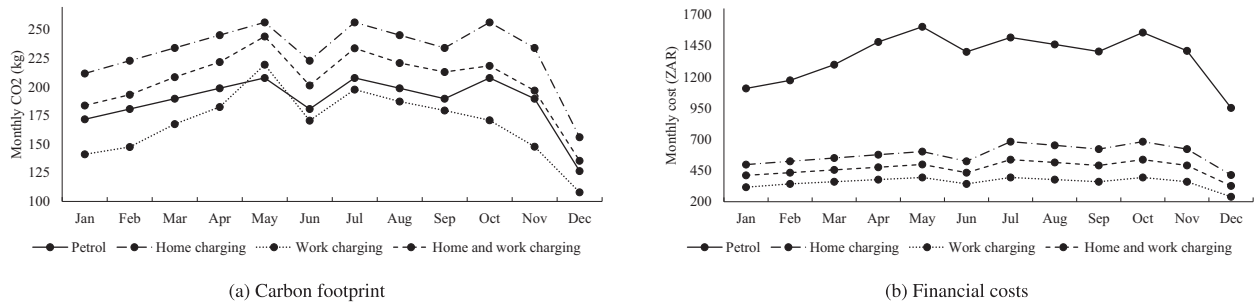 Monthly CO2 (kg)
250
225
200
175
150
125
100
Jan Feb Mar Apr May Jun Jul Aug Sep Oct Nov Dec
Petrol Home charging Work charging Home and work charging
(a) Carbon footprint
Monthly cost (ZAR)
1700
1450
1200
950
700
450
200
Jan Feb Mar Apr May Jun Jul Aug Sep Oct Nov Dec
Petrol Home charging Work charging Home and work charging
(b) Financial costs